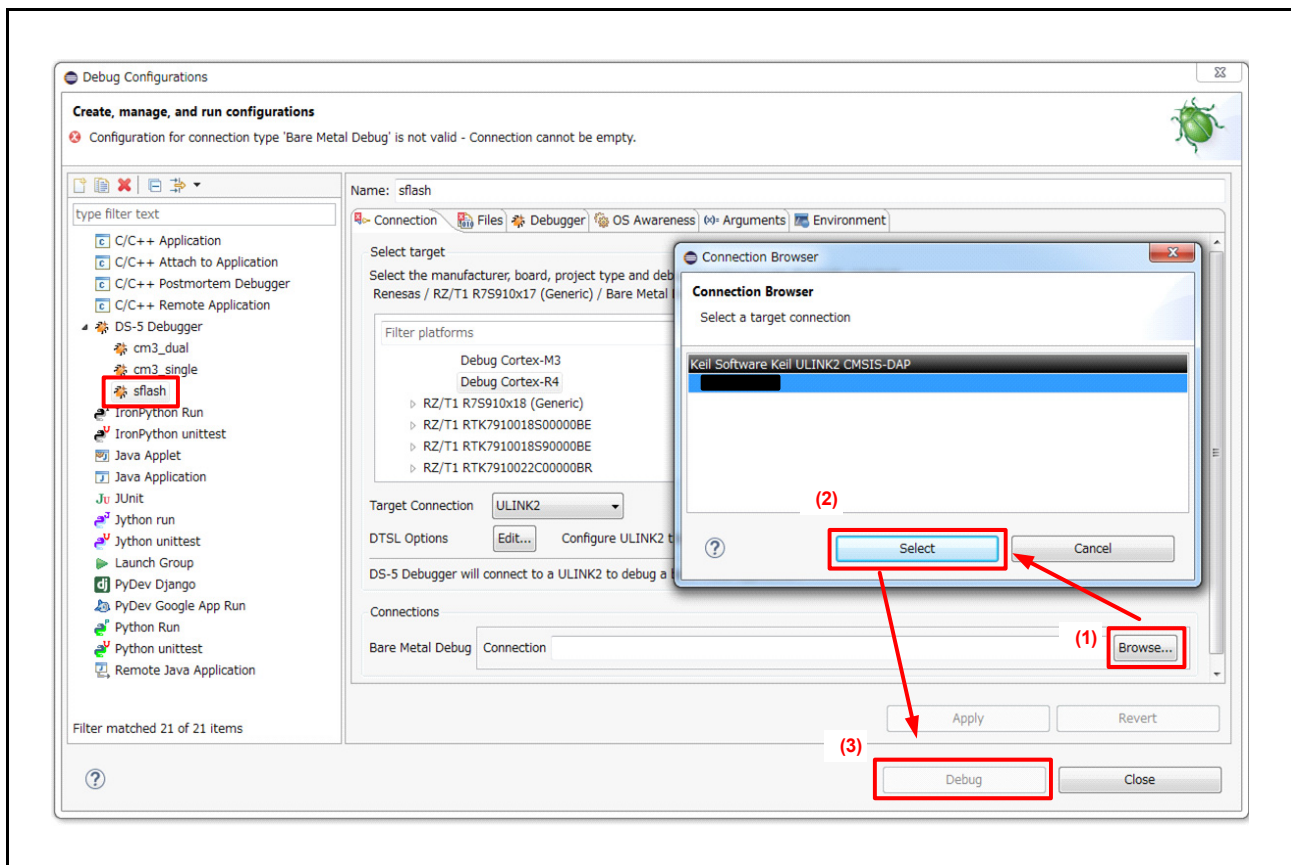 Debug Configurations
Create, manage, and run configurations
Configuration for connection type 'Bare Metal Debug' is not valid - Connection cannot be empty.
type filter text
C/C++ Application
C/C++ Attach to Application
C/C++ Postmortem Debugger
C/C++ Remote Application
DS-5 Debugger
cm3_dual
cm3_single
sflash
IronPython Run
IronPython unittest
Java Applet
Java Application
JUnit
Jython run
Jython unittest
Launch Group
PyDev Django
PyDev Google App Run
Python Run
Python unittest
Remote Java Application
Filter matched 21 of 21 items
Name: sflash
Connection Files Debugger OS Awareness Arguments Environment
Select target
Select the manufacturer, board, project type and deb
Renesas / RZ/T1 R7S910x17 (Generic) / Bare Metal
Filter platforms
Debug Cortex-M3
Debug Cortex-R4
RZ/T1 R7S910x18 (Generic)
RZ/T1 RTK7910018S00000BE
RZ/T1 RTK7910018S90000BE
RZ/T1 RTK7910022C00000BR
Target Connection ULINK2
DTSL Options Edit... Configure ULINK2 t
DS-5 Debugger will connect to a ULINK2 to debug a
Connections
Bare Metal Debug Connection
(1)
Browse...
Connection Browser
Connection Browser
Select a target connection
Keil Software Keil ULINK2 CMSIS-DAP
(2)
Select Cancel
Apply Revert
(3)
Debug Close